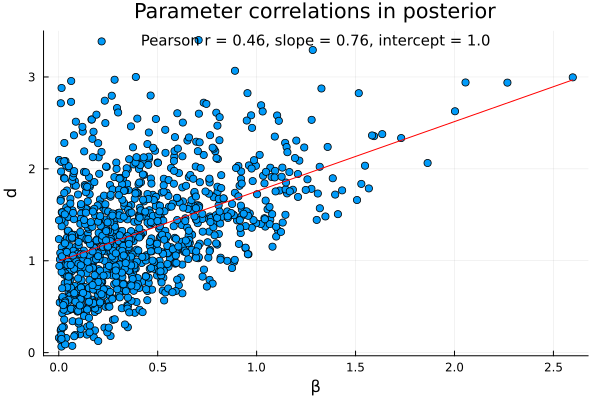 Parameter correlations in posterior
Pearson r = 0.46, slope = 0.76, intercept = 1.0
3
2
1
0
d
0.0 0.5 1.0 1.5 2.0 2.5
β